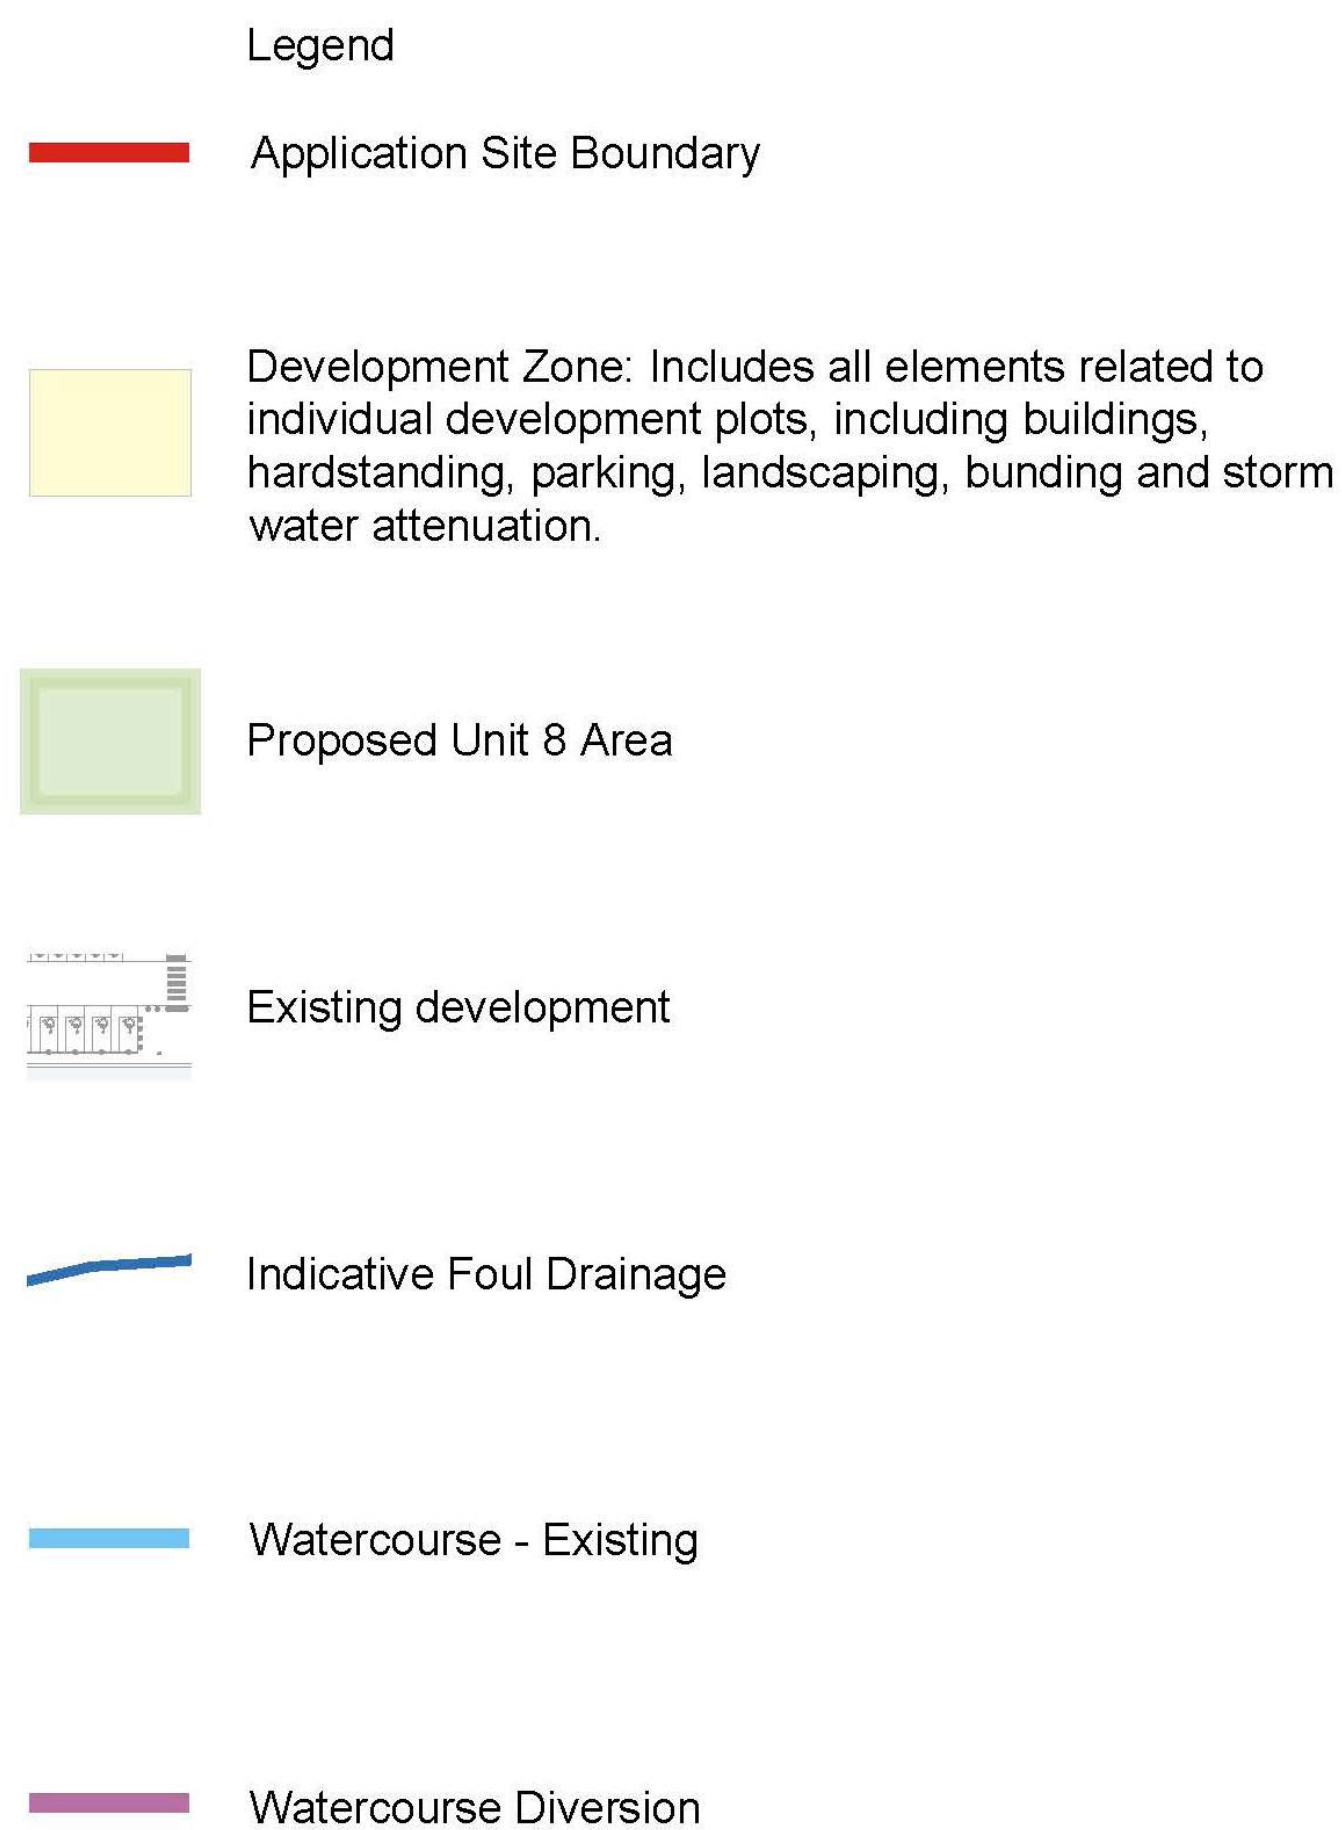 Legend
Application Site Boundary
Development Zone: Includes all elements related to
individual development plots, including buildings,
hardstanding, parking, landscaping, bunding and storm
water attenuation.
Proposed Unit 8 Area
Existing development
Indicative Foul Drainage
Watercourse - Existing
Watercourse Diversion